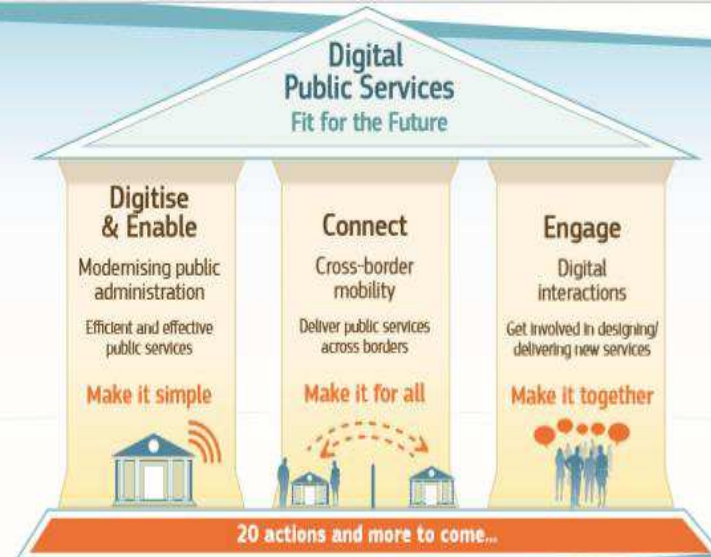 Digital
Public Services
Fit for the Future
Digitise
& Enable
Modernising public
administration
Efficient and effective
public services
Make it simple
Connect
Cross-border
mobility
Deliver public services
across borders
Make it for all
Engage
Digital
interactions
Get involved in designing/
delivering new services
Make it together
20 actions and more to come...